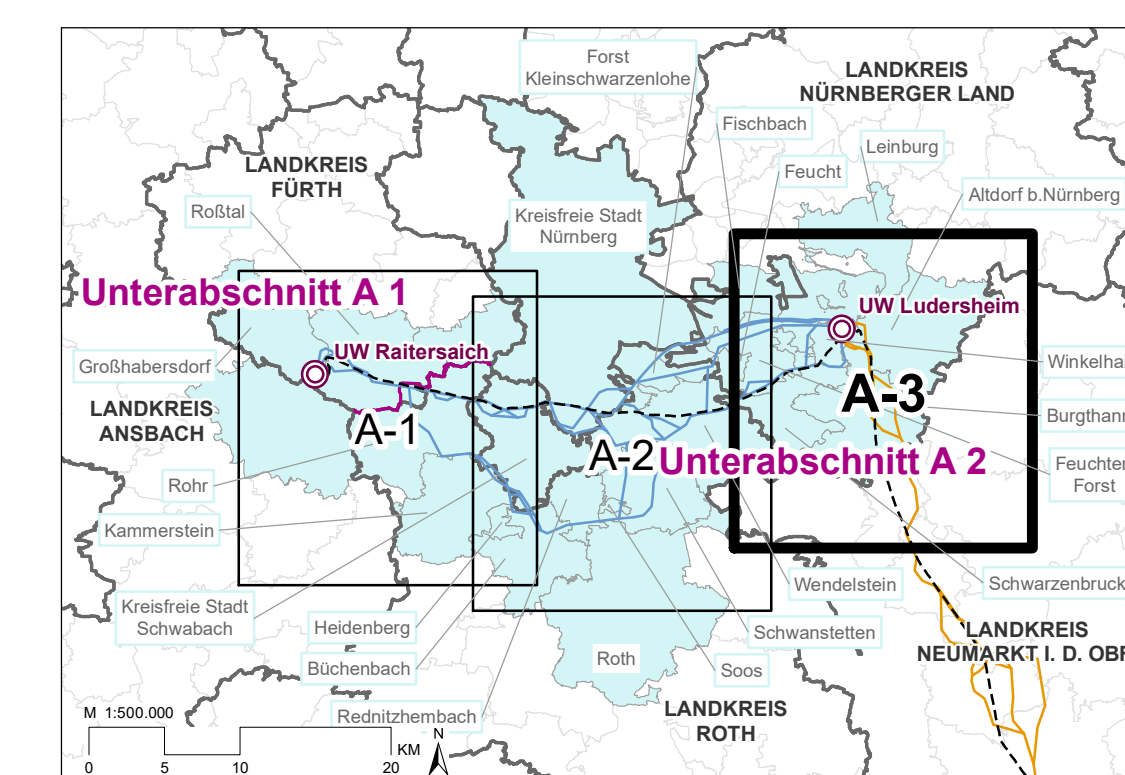 Forst
Kleinschwarzenlohe
LANDKREIS
NÜRNBERGER LAND
Fischbach
Leinburg
LANDKREIS
FÜRTH
Feucht
Altdorf b.Nürnberg
Roßtal
Kreisfreie Stadt
Nürnberg
Unterabschnitt A 1
UW Ludersheim
UW Raitersaich
Großhabersdorf
Winkelhai
A-3
LANDKREIS
ANSBACH
Burgthann
A-1
A-2
Unterabschnitt A 2
Feuchter
Forst
Rohr
Kammerstein
Wendelstein
Schwarzenbruck
Kreisfreie Stadt
Schwabach
Heidenberg
Schwanstetten
LANDKREIS
NEUMARKT I. D. OBF
Büchenbach
Roth
Soos
Rednitzhembach
LANDKREIS
ROTH
M 1:500.000
N
KM
0 5 10 20